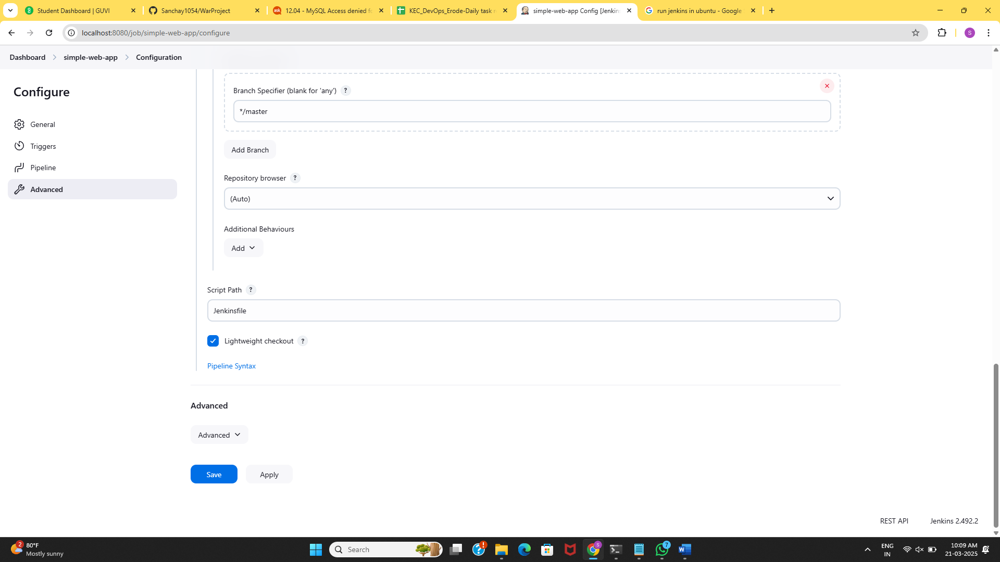 Student Dashboard | GUVI
Sanchay1054/WarProject
ask
12.04 - MySQL Access denied fo
KEC_DevOps_Erode-Daily task
simple-web-app Config [Jenkins
run jenkins in ubuntu - Google
localhost:8080/job/simple-web-app/configure
S
Dashboard
simple-web-app
Configuration
Configure
General
Triggers
Pipeline
Advanced
Branch Specifier (blank for 'any') ?
*/master
Add Branch
Repository browser ?
(Auto)
Additional Behaviours
Add
Script Path ?
Jenkinsfile
Lightweight checkout ?
Pipeline Syntax
Advanced
Advanced
Save
Apply
REST API
Jenkins 2.492.2
2
80°F
Mostly sunny
Search
S
7
ENG
IN
10:09 AM
21-03-2025